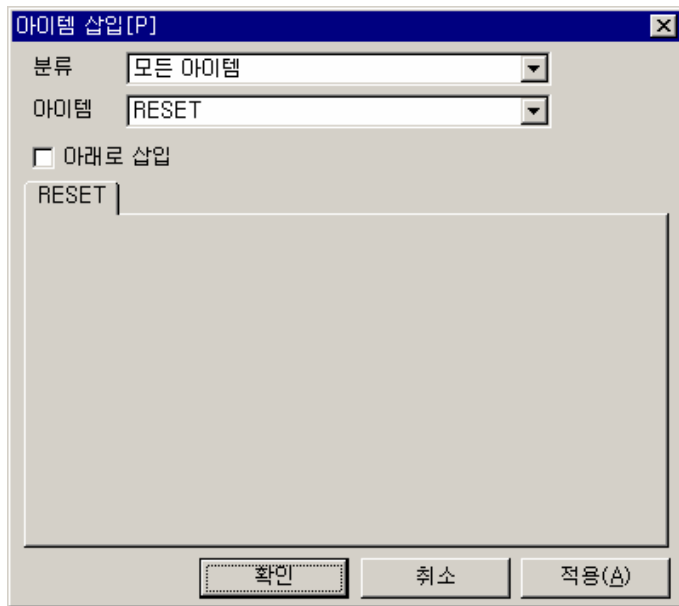 아이템 삽입[P]
분류 모든 아이템
아이템 RESET
아래로 삽입
RESET
확인 취소 적용(A)